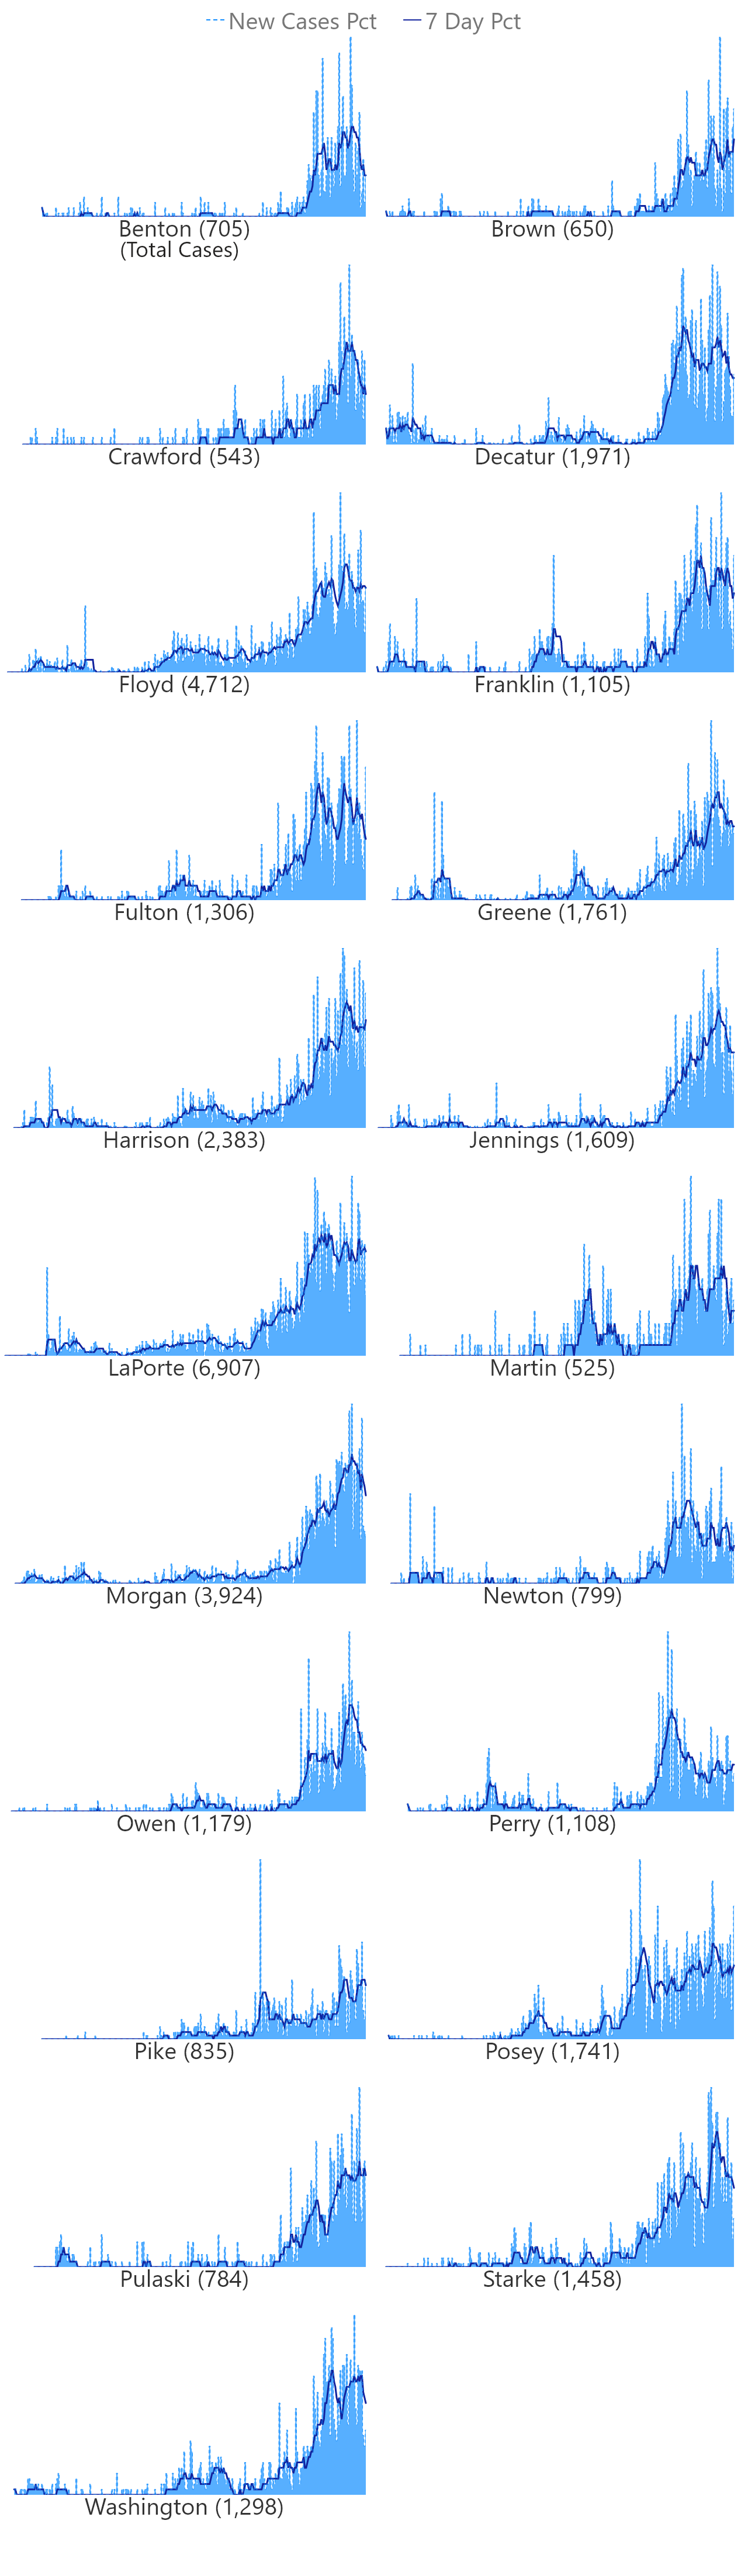 New Cases Pct 7 Day Pct
Benton (705) Brown (650)
(Total Cases)
Crawford (543) Decatur (1,971)
Floyd (4,712) Franklin (1,105)
Fulton (1,306) Greene (1,761)
Harrison (2,383) Jennings (1,609)
LaPorte (6,907) Martin (525)
Morgan (3,924) Newton (799)
Owen (1,179) Perry (1,108)
Pike (835) Posey (1,741)
Pulaski (784) Starke (1,458)
Washington (1,298)